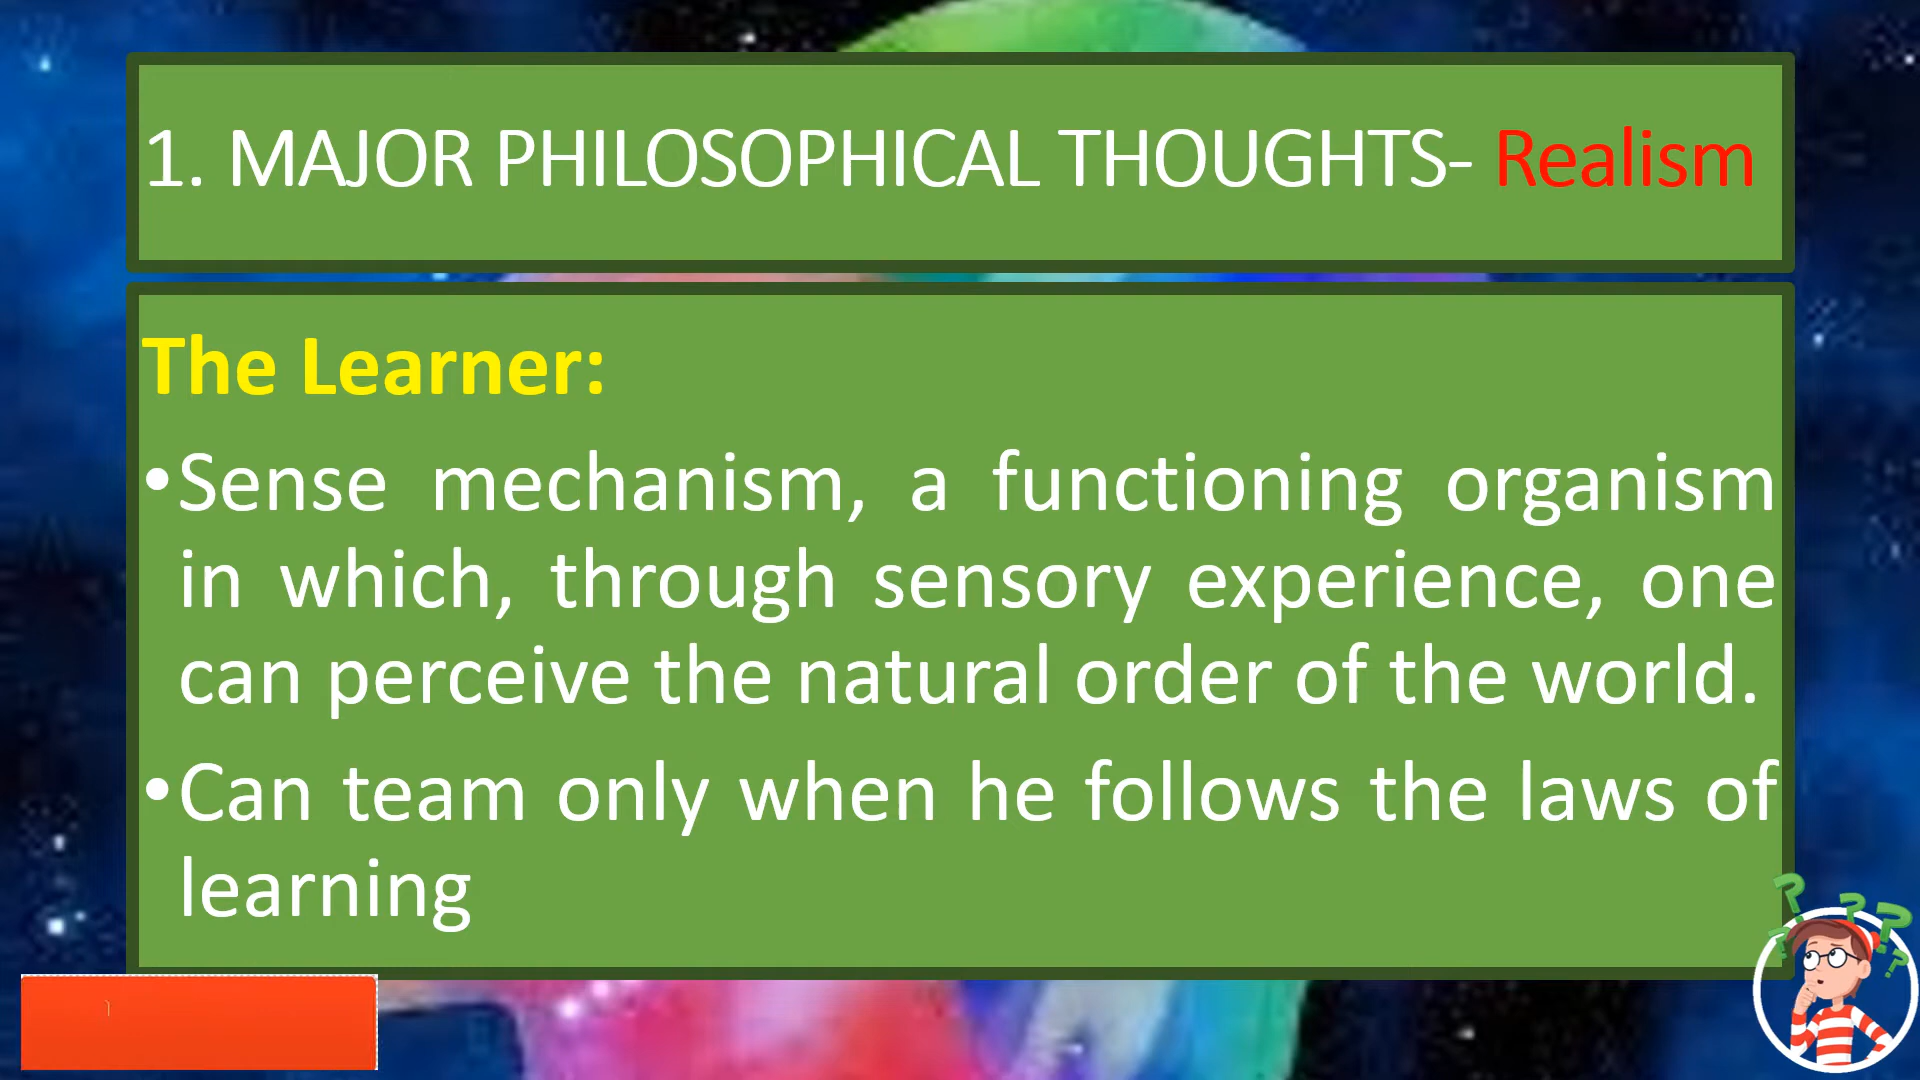 1. MAJOR PHILOSOPHICAL THOUGHTS- Realism
The Learner:
•Sense mechanism, a functioning organism
in which, through sensory experience, one
can perceive the natural order of the world.
•Can team only when he follows the laws of
learning